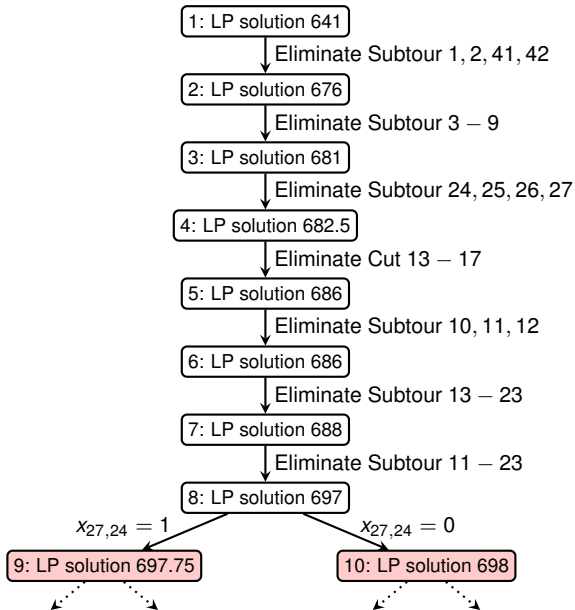 1: LP solution 641
Eliminate Subtour 1, 2, 41, 42
2: LP solution 676
Eliminate Subtour 3 − 9
3: LP solution 681
Eliminate Subtour 24, 25, 26, 27
4: LP solution 682.5
Eliminate Cut 13 − 17
5: LP solution 686
Eliminate Subtour 10, 11, 12
6: LP solution 686
Eliminate Subtour 13 − 23
7: LP solution 688
Eliminate Subtour 11 − 23
8: LP solution 697
x27,24 = 1
x27,24 = 0
9: LP solution 697.75
10: LP solution 698